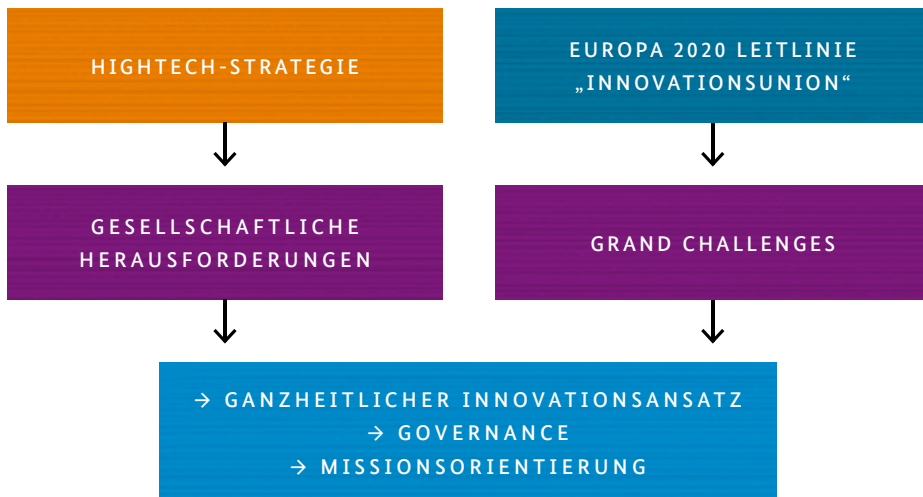 HIGHTECH-STRATEGIE
EUROPA 2020 LEITLINIE
„INNOVATIONSUNION“
GESELLSCHAFTLICHE
HERAUSFORDERUNGEN
GRAND CHALLENGES
→ GANZHEITLICHER INNOVATIONSANSATZ
→ GOVERNANCE
→ MISSIONSORIENTIERUNG